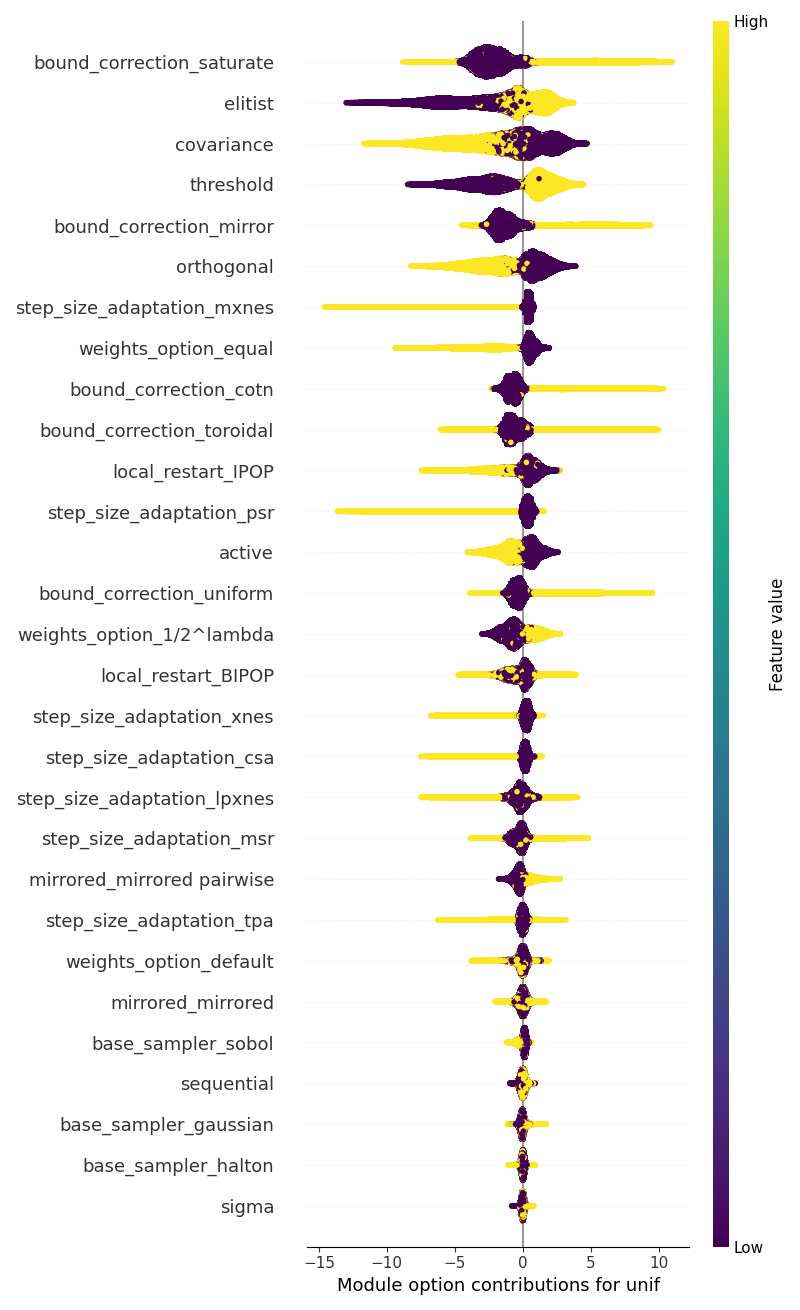 High
bound_correction_saturate
elitist
covariance
threshold
bound_correction_mirror
orthogonal
step_size_adaptation_mxnes
weights_option_equal
bound_correction_cotn
bound_correction_toroidal
local_restart_IPOP
step_size_adaptation_psr
active
bound_correction_uniform
weights_option_1/2^lambda
local_restart_BIPOP
step_size_adaptation_xnes
step_size_adaptation_csa
step_size_adaptation_lpxnes
step_size_adaptation_msr
mirrored_mirrored pairwise
step_size_adaptation_tpa
weights_option_default
mirrored_mirrored
base_sampler_sobol
sequential
base_sampler_gaussian
base_sampler_halton
sigma
Feature value
Low
−15 −10 −5 0 5 10
Module option contributions for unif